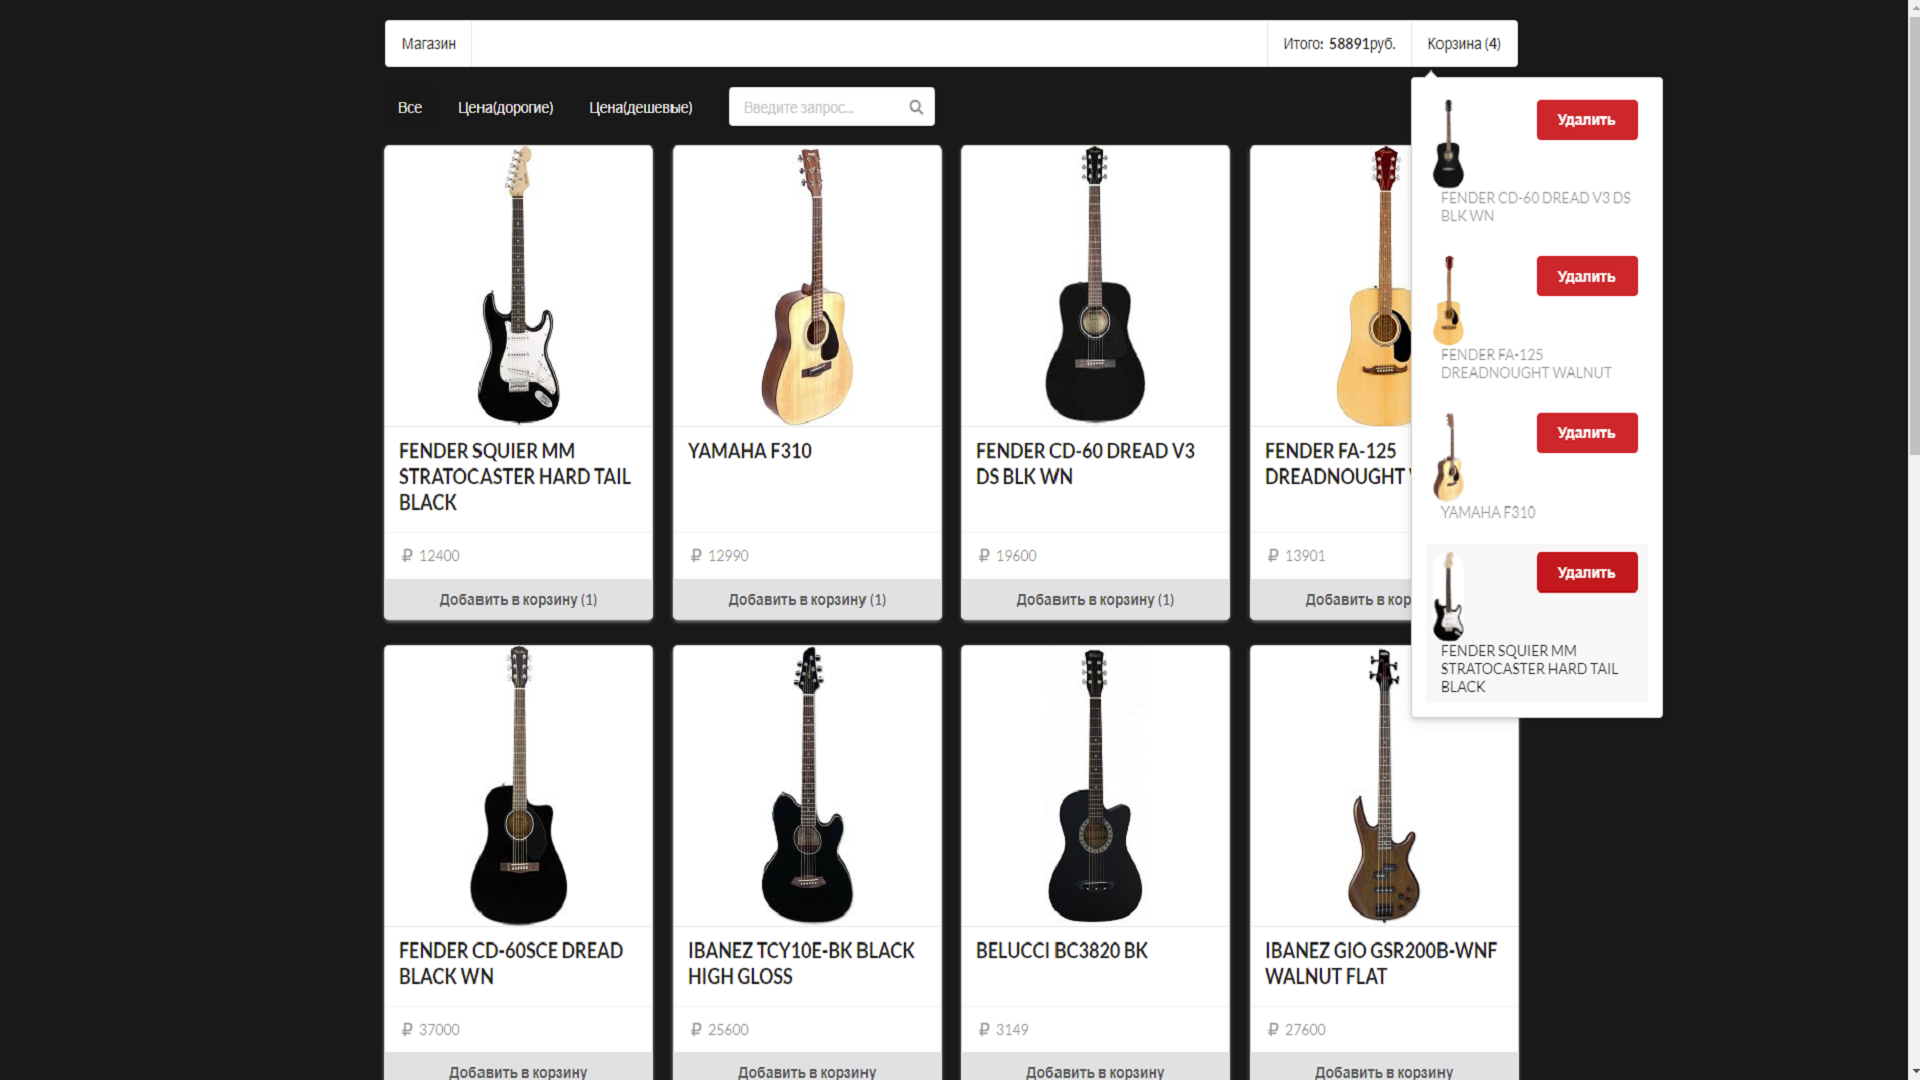 Магазин
Итого: 58891руб.
Корзина (4)
Все
Цена(дорогие)
Цена(дешевые)
Введите запрос...
Удалить
FENDER CD-60 DREAD V3 DS
BLK WN
Удалить
FENDER FA-125
DREADNOUGHT WALNUT
Удалить
YAMAHA F310
Удалить
FENDER SQUIER MM
STRATOCASTER HARD TAIL
BLACK
FENDER SQUIER MM
STRATOCASTER HARD TAIL
BLACK
12400
Добавить в корзину (1)
YAMAHA F310
12990
Добавить в корзину (1)
FENDER CD-60 DREAD V3
DS BLK WN
19600
Добавить в корзину (1)
FENDER FA-125
DREADNOUGHT
13901
Добавить в кор
FENDER CD-60SCE DREAD
BLACK WN
37000
Добавить в корзину
IBANEZ TCY10E-BK BLACK
HIGH GLOSS
25600
Добавить в корзину
BELUCCI BC3820 BK
3149
Добавить в корзину
IBANEZ GIO GSR200B-WNF
WALNUT FLAT
27600
Добавить в корзину